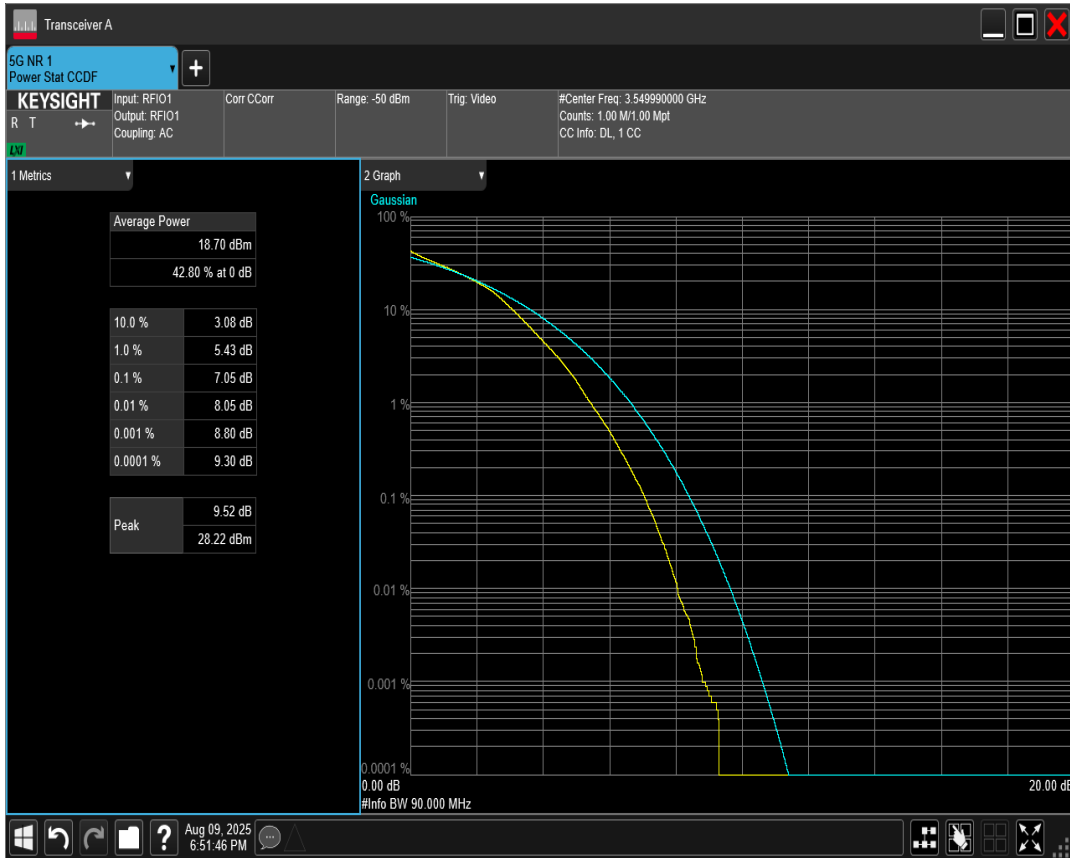 Transceiver A
5G NR 1
Power Stat CCDF
+
KEYSIGHT
R T
LXI
Input: RFIO1
Output: RFIO1
Coupling: AC
Corr CCorr
Range: -50 dBm
Trig: Video
#Center Freq: 3.549990000 GHz
Counts: 1.00 M/1.00 Mpt
CC Info: DL, 1 CC
1 Metrics
Average Power
18.70 dBm
42.80 % at 0 dB
10.0 % 3.08 dB
1.0 % 5.43 dB
0.1 % 7.05 dB
0.01 % 8.05 dB
0.001 % 8.80 dB
0.0001 % 9.30 dB
Peak
9.52 dB
28.22 dBm
2 Graph
Gaussian
100 %
10 %
1 %
0.1 %
0.01 %
0.001 %
0.0001 %
0.00 dB 20.00 dB
#Info BW 90.000 MHz
?
Aug 09, 2025
6:51:46 PM